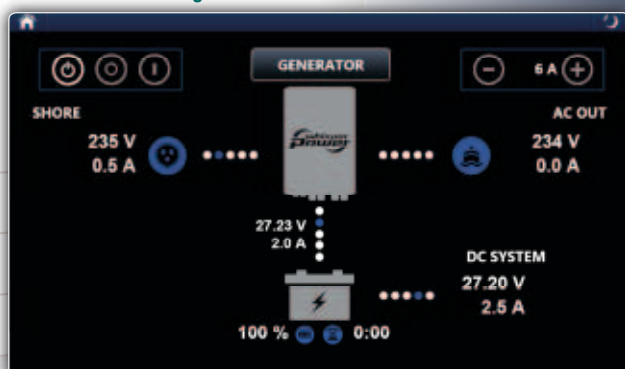 GENERATOR
6 A
SHORE
AC OUT
235 V
0.5 A
234 V
0.0 A
27.23 V
2.0 A
DC SYSTEM
27.20 V
2.5 A
100 %
0:00